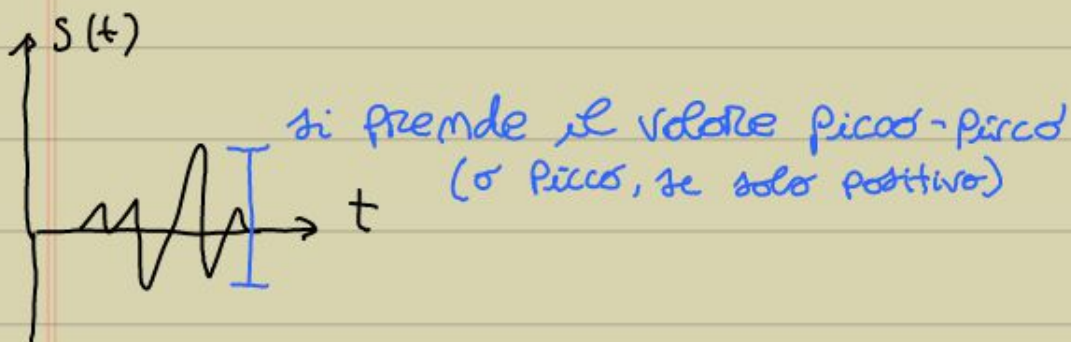 S(t)
si prende il valore picco-picco
(o picco, se solo positivo)
t